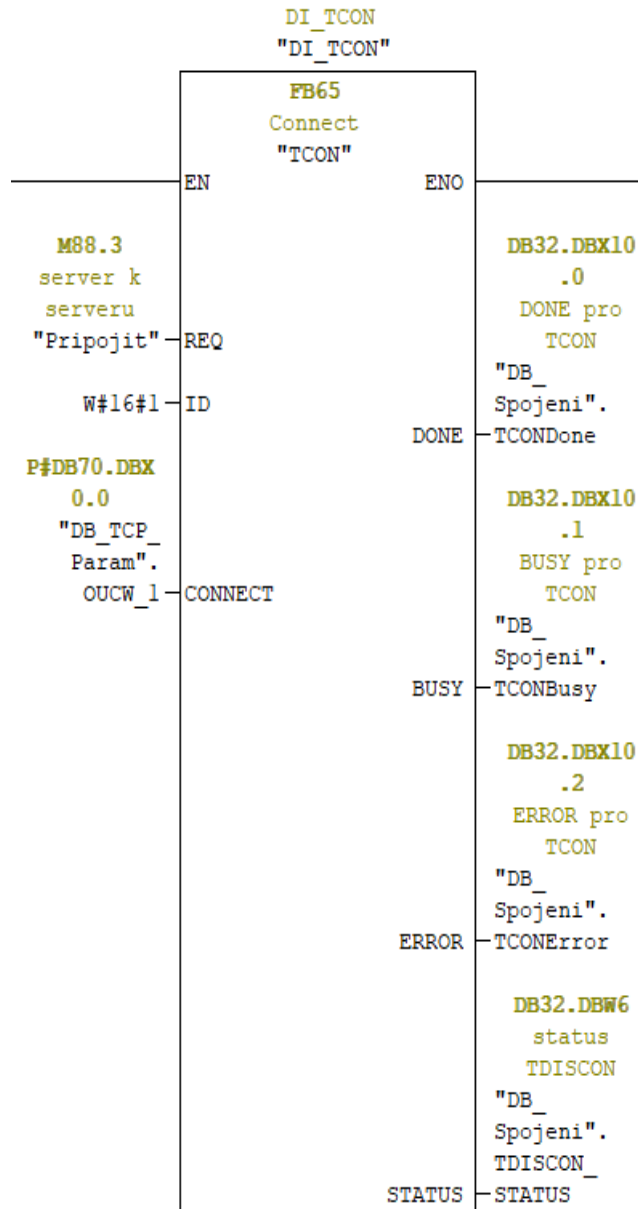 DI_TCON
"DI_TCON"
FB65
Connect
"TCON"
EN
ENO
M88.3
server k
serveru
"Pripojit"
REQ
W#16#1
ID
P#DB70.DBX
0.0
"DB_TCP_
Param".
OUCW_1
CONNECT
DB32.DBX10
.0
DONE pro
TCON
"DB_
Spojeni".
DONE
TCONDone
DB32.DBX10
.1
BUSY pro
TCON
"DB_
Spojeni".
BUSY
TCONBusy
DB32.DBX10
.2
ERROR pro
TCON
"DB_
Spojeni".
ERROR
TCONError
DB32.DBW6
status
TDISCON
"DB_
Spojeni".
TDISCON_
STATUS
STATUS